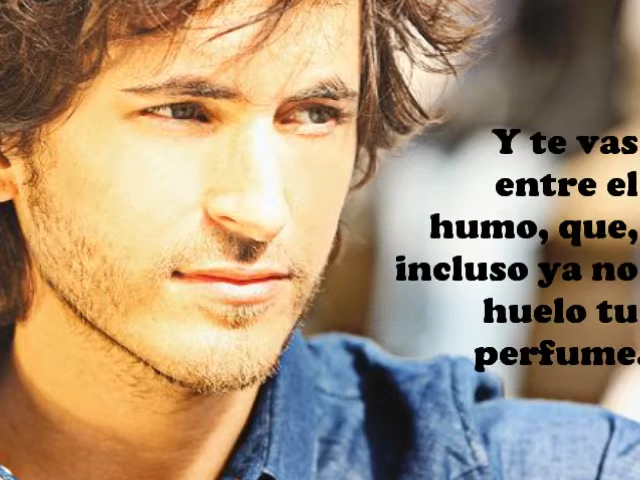 Y te vas
entre el
humo, que,
incluso ya no
huelo tu
perfume.